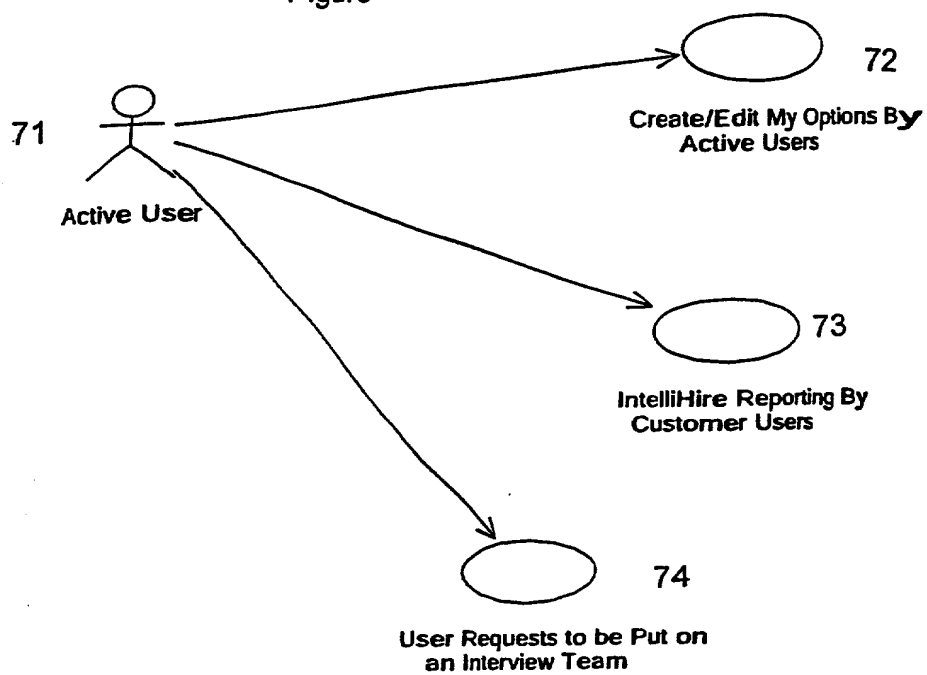 Figure
72
Create/Edit My Options By
Active Users
71
Active User
73
IntelliHire Reporting By
Customer Users
74
User Requests to be Put on
an Interview Team